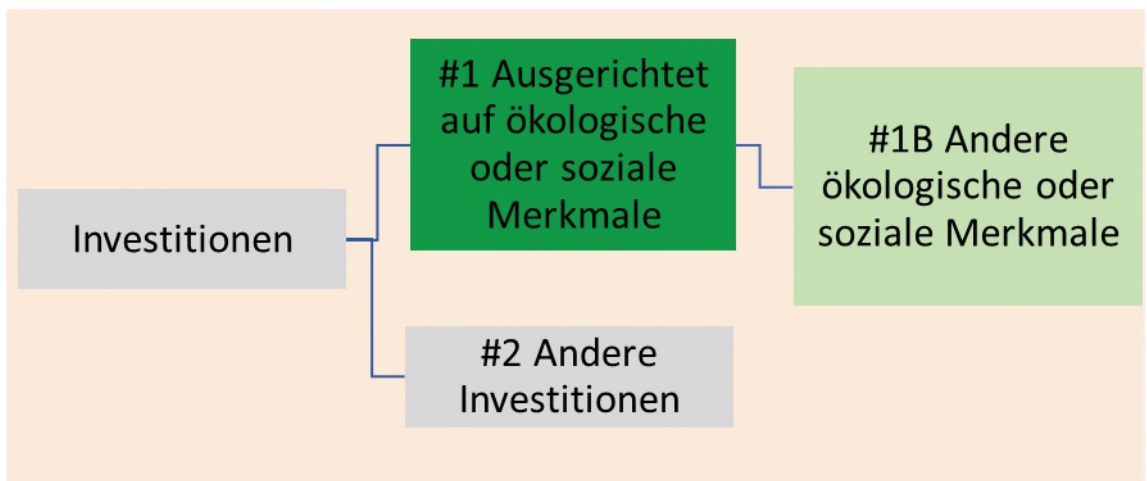 Investitionen
#1 Ausgerichtet
auf ökologische
oder soziale
Merkmale
#1B Andere
ökologische oder
soziale Merkmale
#2 Andere
Investitionen